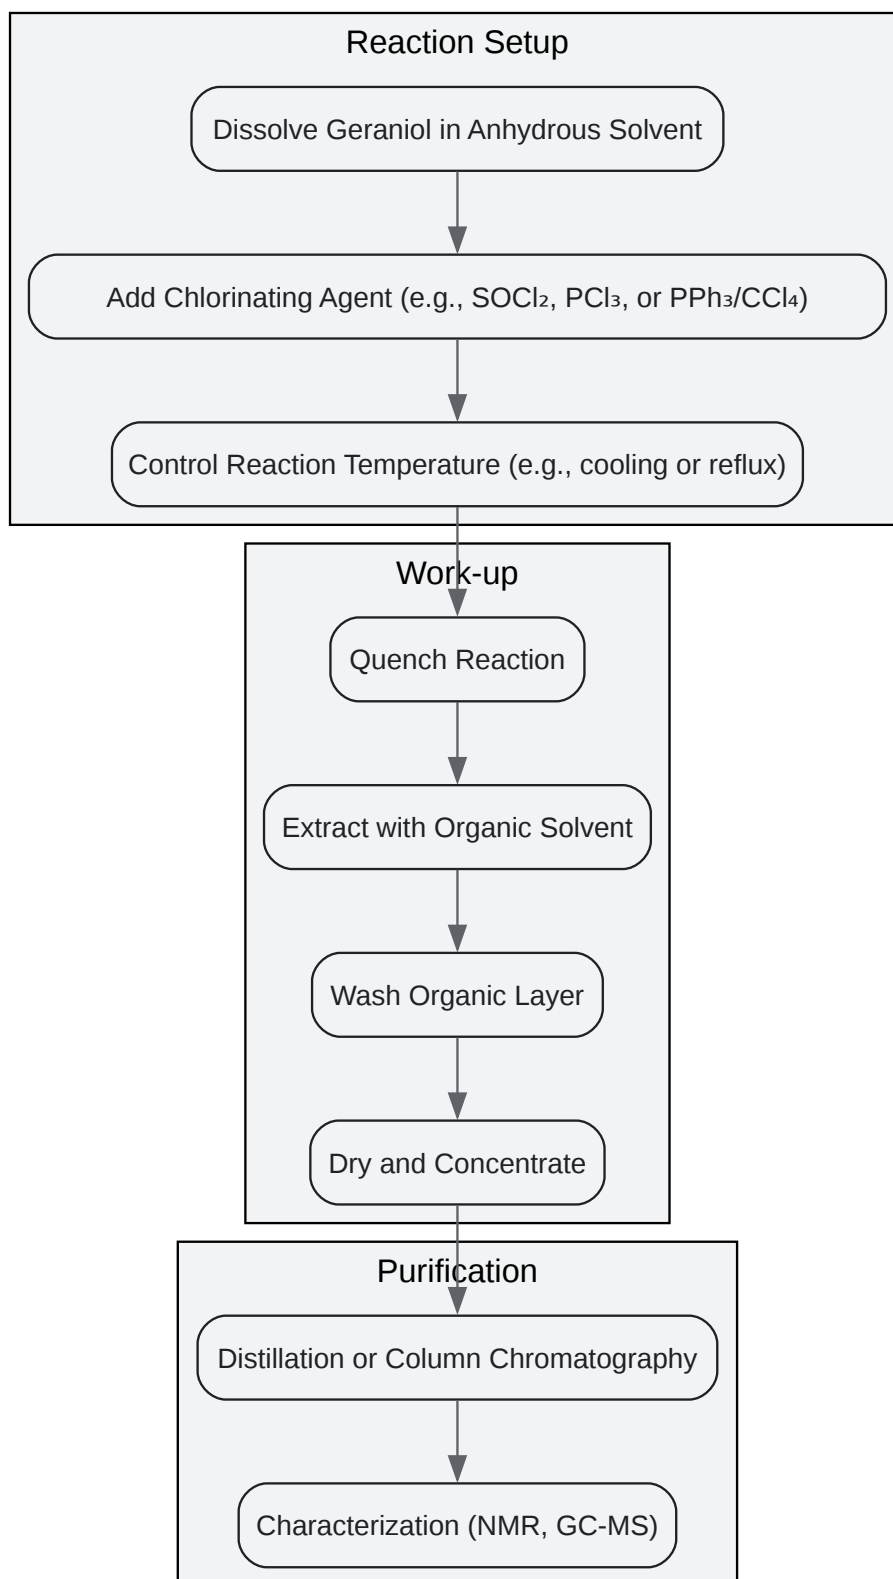 Reaction Setup
Dissolve Geraniol in Anhydrous Solvent
Add Chlorinating Agent (e.g., SOCl₂, PCl₃, or PPh₃/CCl₄)
Control Reaction Temperature (e.g., cooling or reflux)
Work-up
Quench Reaction
Extract with Organic Solvent
Wash Organic Layer
Dry and Concentrate
Purification
Distillation or Column Chromatography
Characterization (NMR, GC-MS)